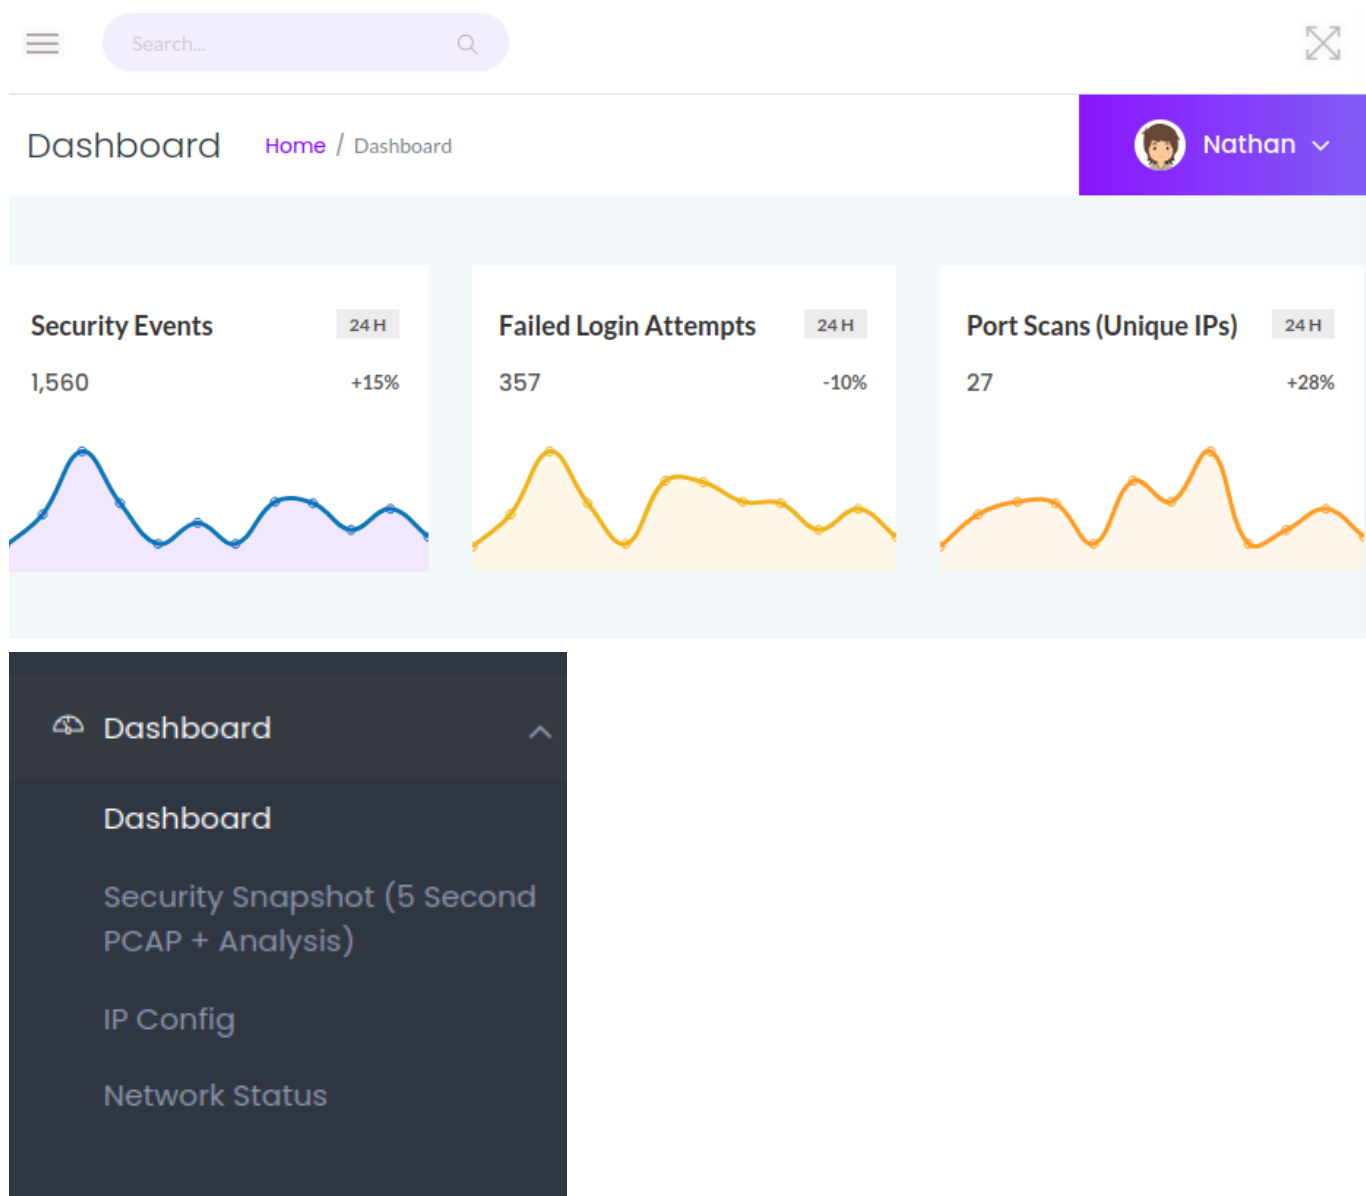 Search...
Dashboard Home / Dashboard
Nathan
Security Events 24 H
1,560 +15%
Failed Login Attempts 24 H
357 -10%
Port Scans (Unique IPs) 24 H
27 +28%
Dashboard
Dashboard
Security Snapshot (5 Second
PCAP + Analysis)
IP Config
Network Status